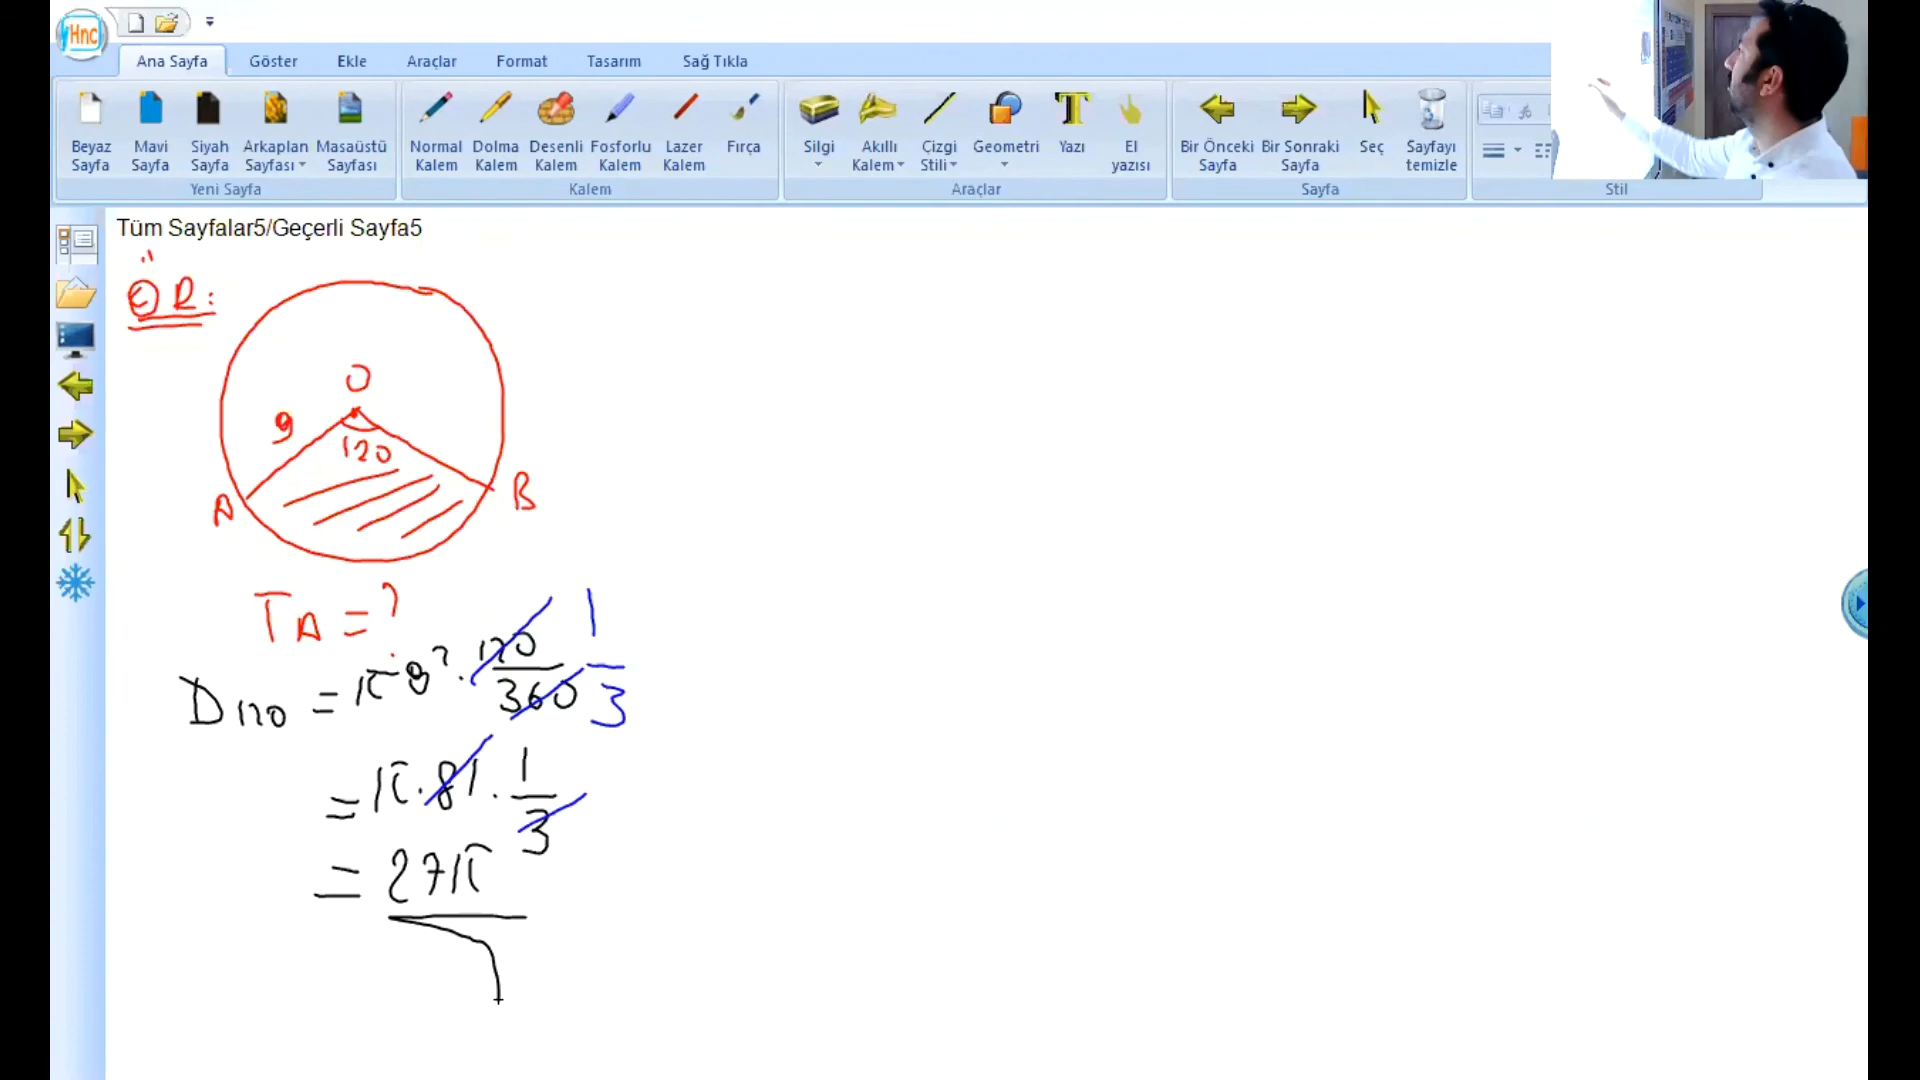 Hnc
Ana Sayfa Göster Ekle Araçlar Format Tasarım Sağ Tıkla
Beyaz Sayfa Mavi Sayfa Siyah Sayfa Arkaplan Sayfası Masaüstü Sayfası
Normal Kalem Dolma Kalem Desenli Kalem Fosforlu Kalem Lazer Kalem Fırça
Silgi Akıllı Kalem Çizgi Stili Geometri Yazı El yazısı
Bir Önceki Sayfa Bir Sonraki Sayfa Seç Sayfayı temizle
Yeni Sayfa Kalem Araçlar Sayfa Stil
Tüm Sayfalar5/Geçerli Sayfa5
ÖR:
O
9
120
A
B
TA = ?
D120 = π 9² . 120/360 1/3
= π . 81 . 1/3
= 27π